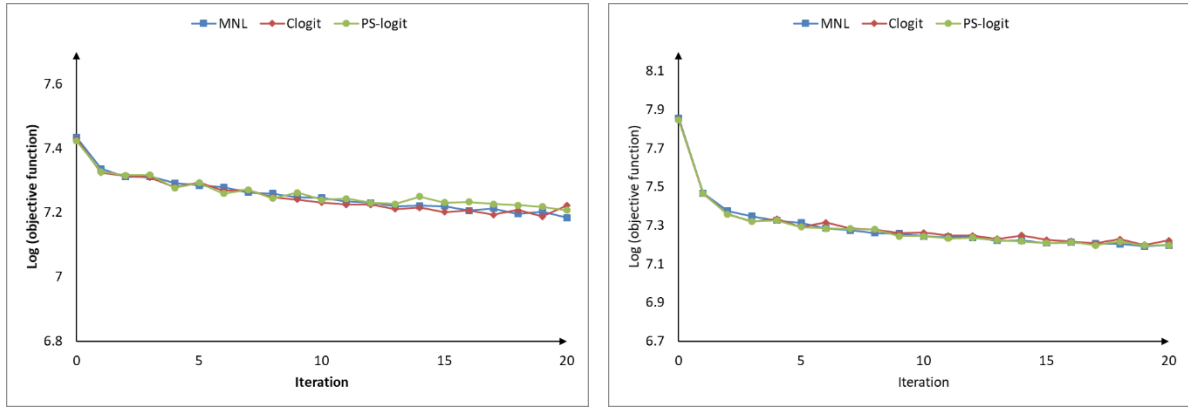 MNL Clogit PS-logit
7.6
7.4
7.2
7
6.8
0 5 10 15 20
Log (objective function)
Iteration
MNL Clogit PS-logit
8.1
7.9
7.7
7.5
7.3
7.1
6.9
6.7
0 5 10 15 20
Log (objective function)
Iteration